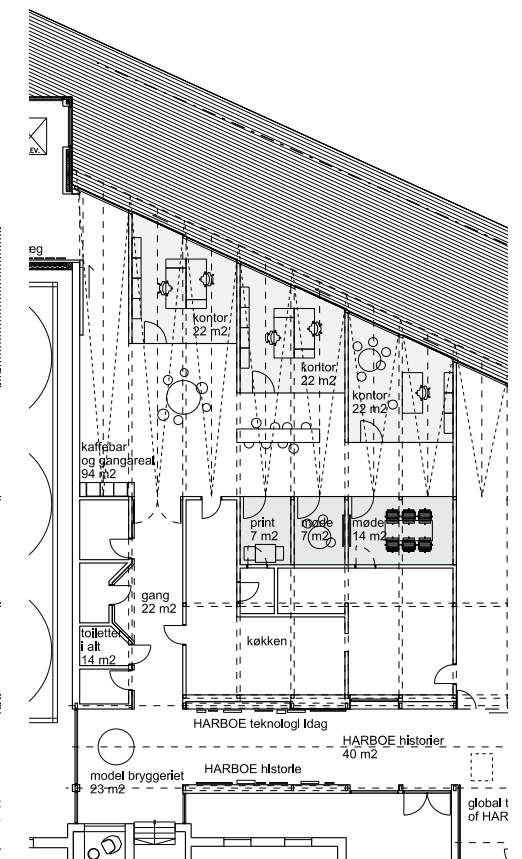 EV.
æg
kontor
22 m2
kontor
22 m2
kontor
22 m2
kaffebar
og gangareal
94 m2
print
7 m2
møde
7 m2
møde
14 m2
gang
22 m2
toiletter
i alt
14 m2
køkken
HARBOE teknologi Idag
HARBOE historier
40 m2
HARBOE historie
model bryggeriet
23 m2
global t
of HAR